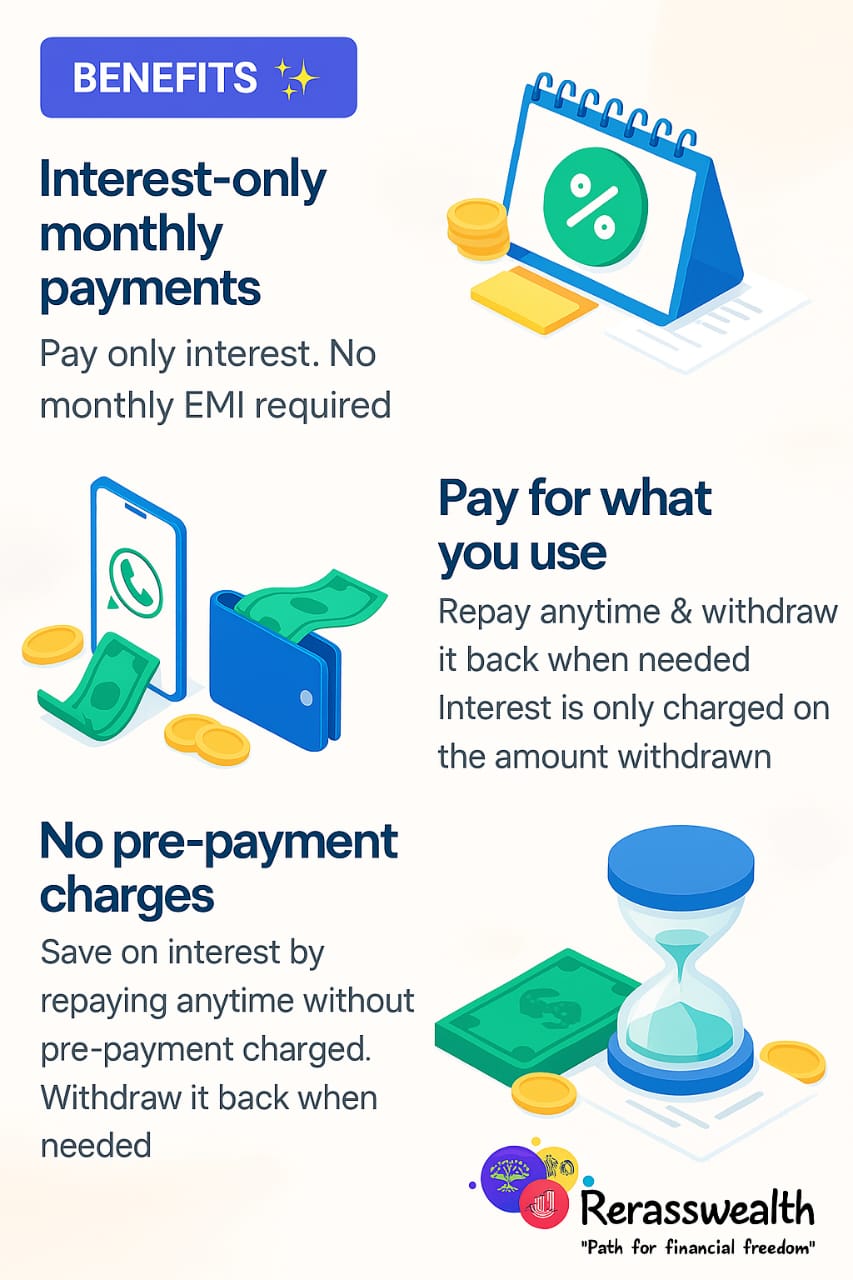 BENEFITS
Interest-only
monthly
payments
Pay only interest. No
monthly EMI required
Pay for what
you use
Repay anytime & withdraw
it back when needed
Interest is only charged on
the amount withdrawn
No pre-payment
charges
Save on interest by
repaying anytime without
pre-payment charged.
Withdraw it back when
needed
Rerasswealth
"Path for financial freedom"